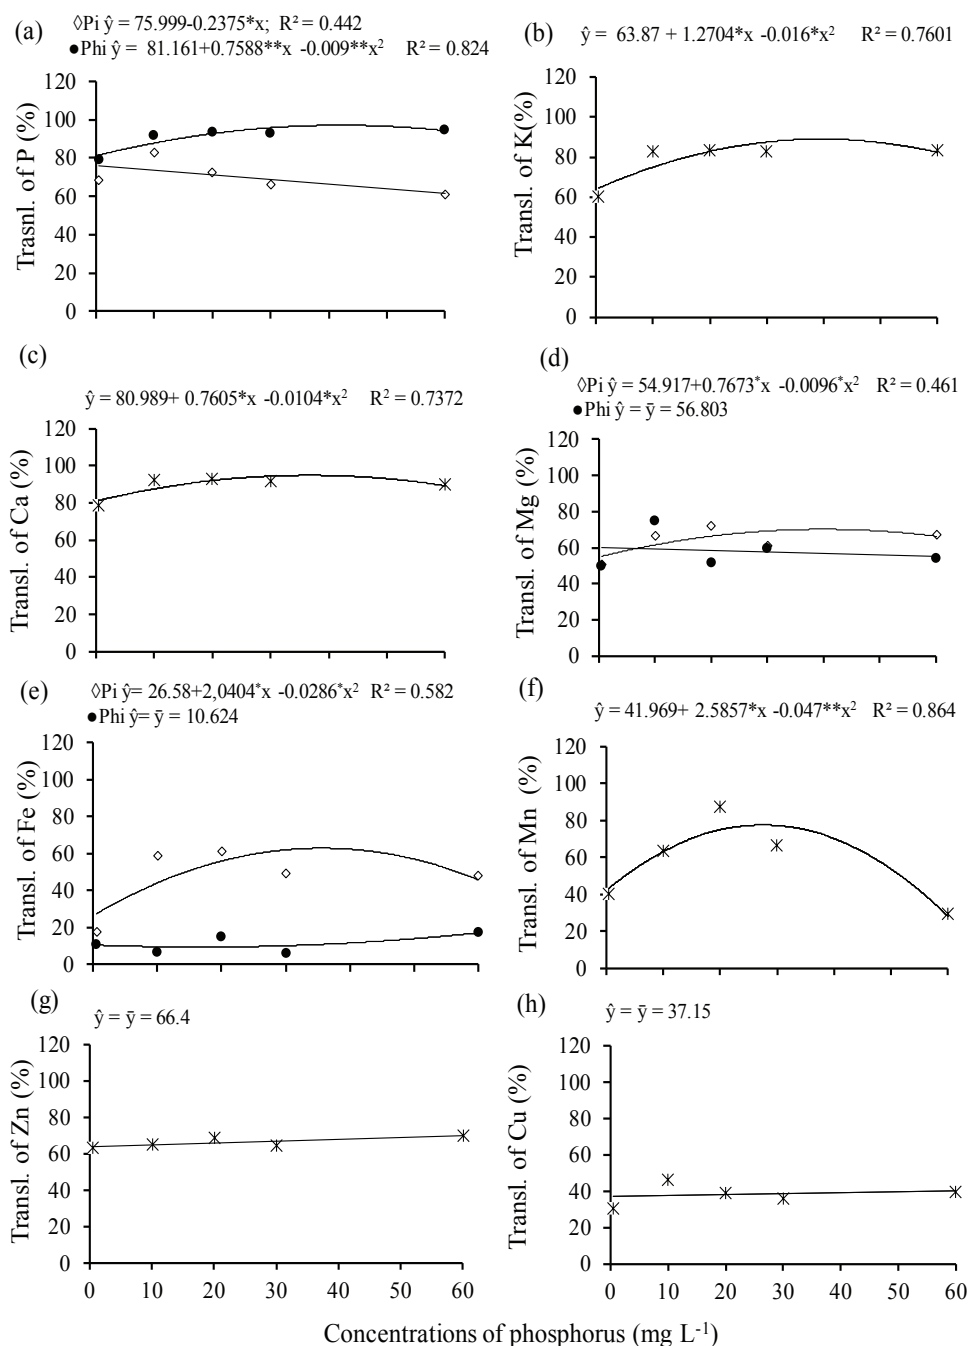 (a)
◊Pi ŷ = 75.999-0.2375*x; R² = 0.442
●Phi ŷ = 81.161+0.7588**x -0.009**x² R² = 0.824
120
100
80
60
40
20
0
Trasnl. of P (%)
(b)
ŷ = 63.87 + 1.2704*x -0.016*x² R² = 0.7601
120
100
80
60
40
20
0
Transl. of K(%)
(c)
ŷ = 80.989+ 0.7605*x -0.0104*x² R² = 0.7372
120
100
80
60
40
20
0
Transl. of Ca (%)
(d)
◊Pi ŷ = 54.917+0.7673*x -0.0096*x² R² = 0.461
●Phi ŷ = ȳ = 56.803
120
100
80
60
40
20
0
Transl. of Mg (%)
(e)
◊Pi ŷ= 26.58+2,0404*x -0.0286*x² R² = 0.582
●Phi ŷ= ȳ = 10.624
120
100
80
60
40
20
0
Transl. of Fe (%)
(f)
ŷ = 41.969+ 2.5857*x -0.047**x² R² = 0.864
120
100
80
60
40
20
0
Transl. of Mn (%)
(g)
ŷ = ȳ = 66.4
120
100
80
60
40
20
0
Transl. of Zn (%)
0 10 20 30 40 50 60
(h)
ŷ = ȳ = 37.15
120
100
80
60
40
20
0
Transl. of Cu (%)
0 10 20 30 40 50 60
Concentrations of phosphorus (mg L⁻¹)